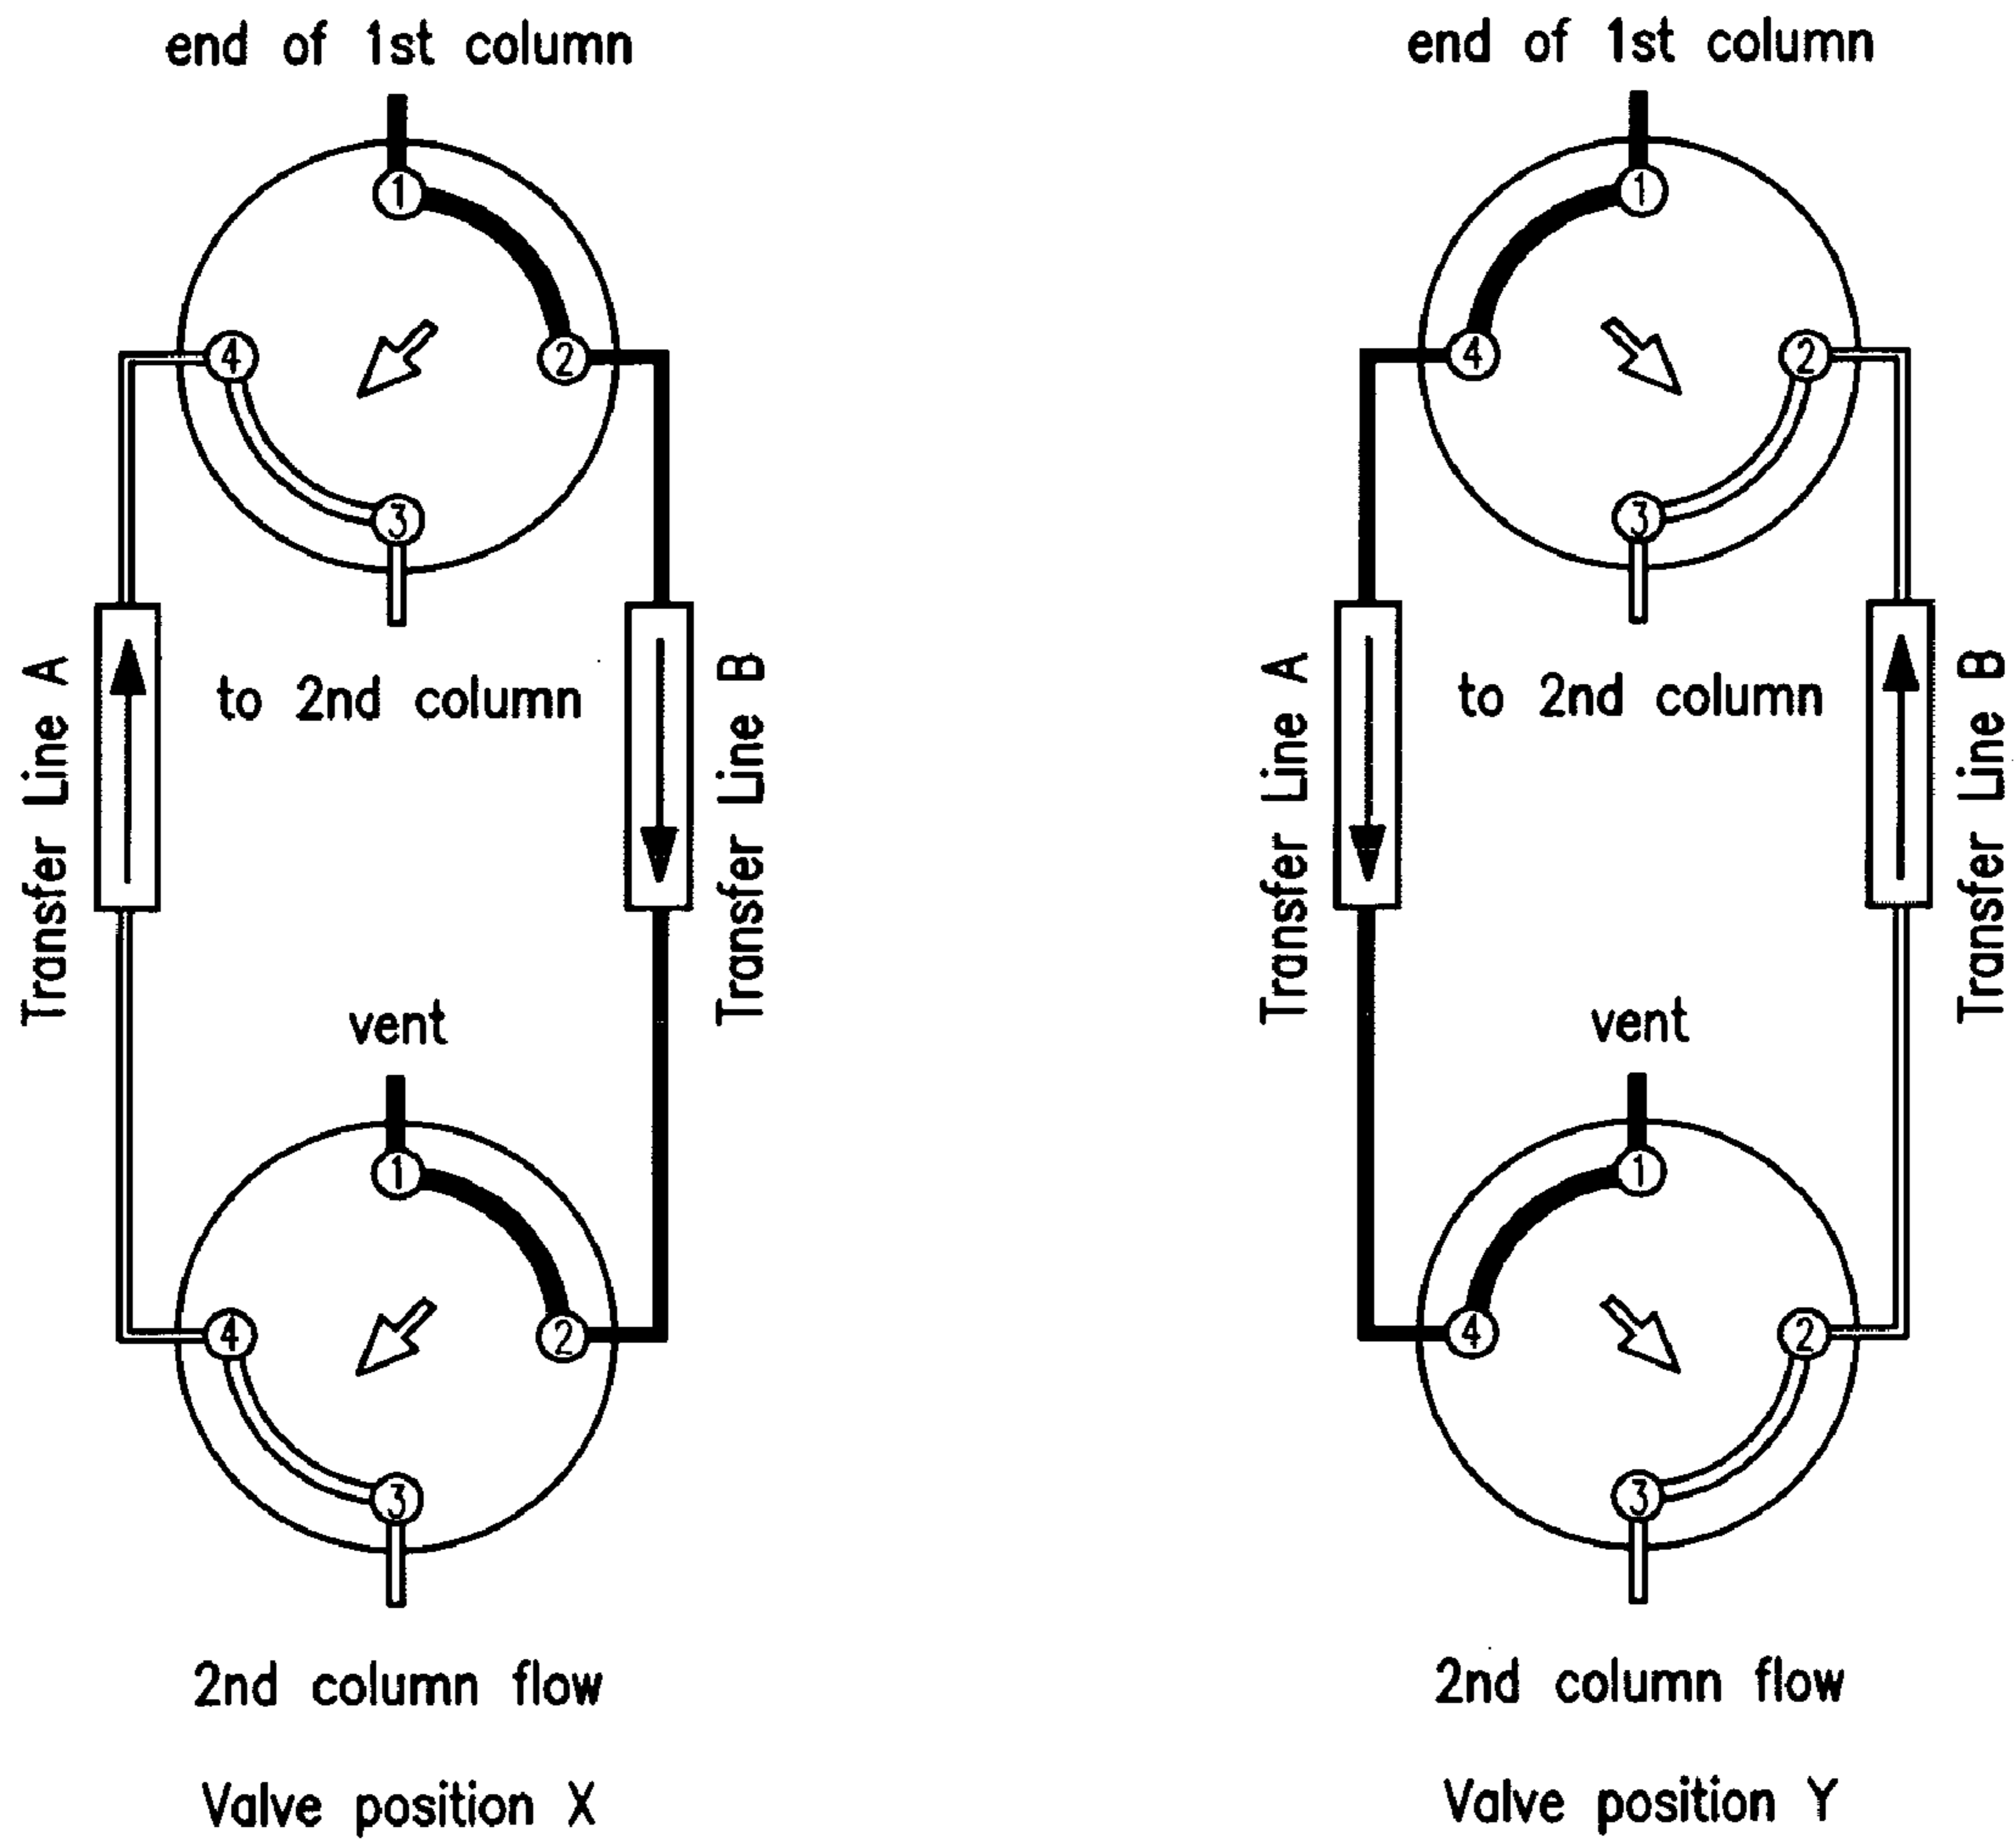 end of 1st column
1
2
3
4
to 2nd column
Transfer Line A
Transfer Line B
vent
1
2
3
4
2nd column flow
Valve position X
end of 1st column
1
2
3
4
to 2nd column
Transfer Line A
Transfer Line B
vent
1
2
3
4
2nd column flow
Valve position Y